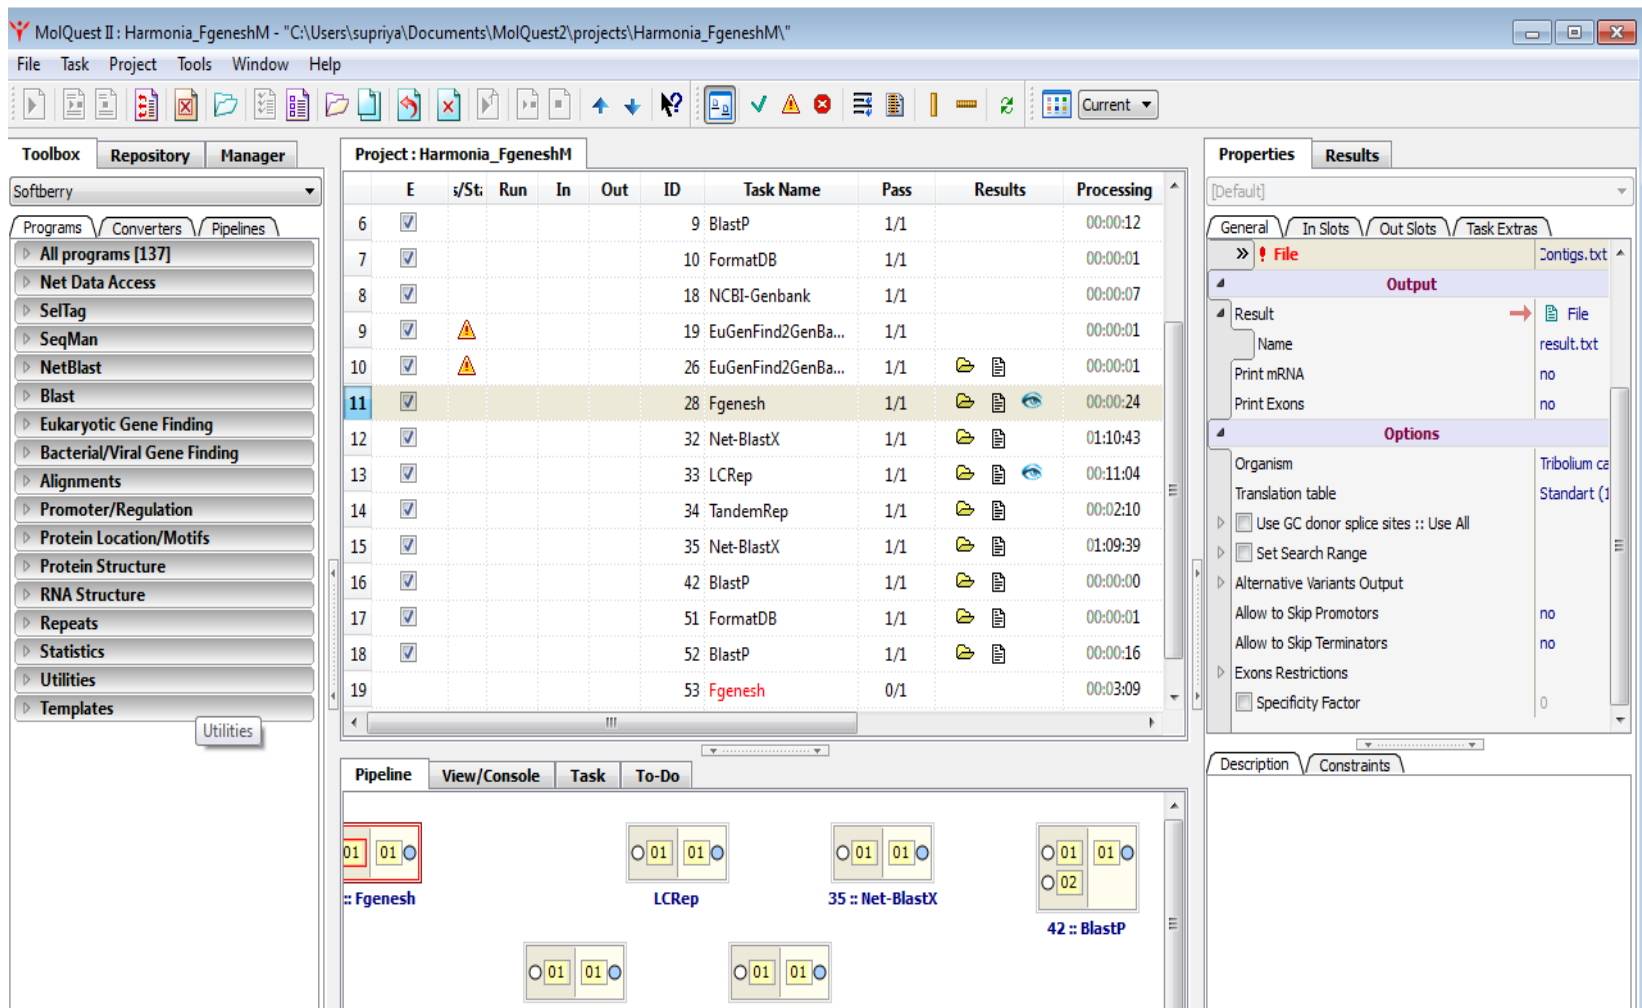 MolQuest II : Harmonia_FgeneshM - "C:\Users\supriya\Documents\MolQuest2\projects\Harmonia_FgeneshM\"
File Task Project Tools Window Help
Current
Toolbox Repository Manager
Softberry
Programs Converters Pipelines
All programs [137]
Net Data Access
SelTag
SeqMan
NetBlast
Blast
Eukaryotic Gene Finding
Bacterial/Viral Gene Finding
Alignments
Promoter/Regulation
Protein Location/Motifs
Protein Structure
RNA Structure
Repeats
Statistics
Utilities
Templates
Utilities
Project : Harmonia_FgeneshM
E s/Sta Run In Out ID Task Name Pass Results Processing
6 9 BlastP 1/1 00:00:12
7 10 FormatDB 1/1 00:00:01
8 18 NCBI-Genbank 1/1 00:00:07
9 19 EuGenFind2GenBa... 1/1 00:00:01
10 26 EuGenFind2GenBa... 1/1 00:00:01
11 28 Fgenesh 1/1 00:00:24
12 32 Net-BlastX 1/1 01:10:43
13 33 LCRep 1/1 00:11:04
14 34 TandemRep 1/1 00:02:10
15 35 Net-BlastX 1/1 01:09:39
16 42 BlastP 1/1 00:00:00
17 51 FormatDB 1/1 00:00:01
18 52 BlastP 1/1 00:00:16
19 53 Fgenesh 0/1 00:03:09
Pipeline View/Console Task To-Do
01 01
:: Fgenesh
01 01
LCRep
01 01
35 :: Net-BlastX
01 01
02
42 :: BlastP
01 01
01 01
Properties Results
[Default]
General In Slots Out Slots Task Extras
! File Contigs.txt
Output
Result File
Name result.txt
Print mRNA no
Print Exons no
Options
Organism Tribolium ca
Translation table Standart (1
Use GC donor splice sites :: Use All
Set Search Range
Alternative Variants Output
Allow to Skip Promotors no
Allow to Skip Terminators no
Exons Restrictions
Specificity Factor 0
Description Constraints